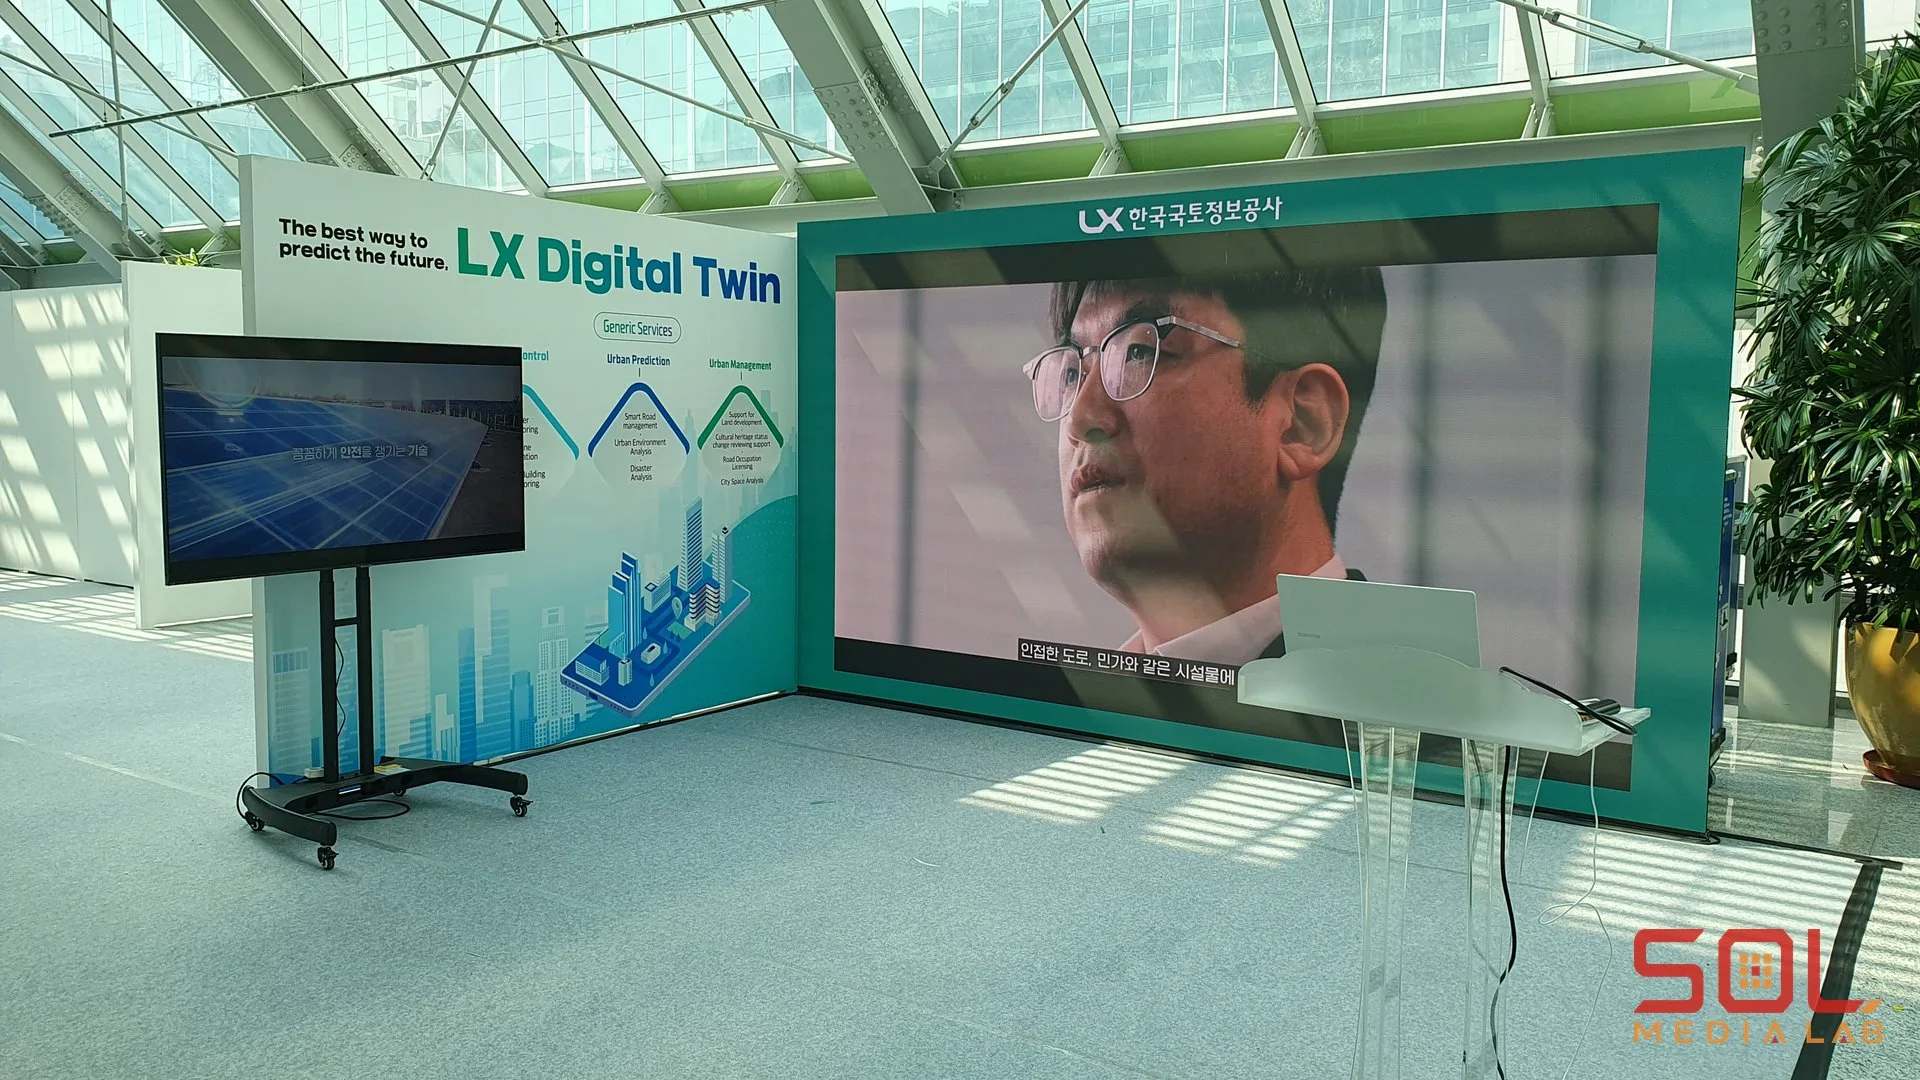 The best way to
predict the future,
LX Digital Twin
Generic Services
Urban Prediction
Smart Road
management
Urban Environment
Analysis
Disaster
Analysis
Urban Management
Support for
Land development
Cultural heritage status
change reviewing support
Road Occupation
Licensing
City Space Analysis
꼼꼼하게 안전을 챙기는 기술
LX 한국국토정보공사
인접한 도로, 민가와 같은 시설물에
SAMSUNG
SOL
MEDIA LAB